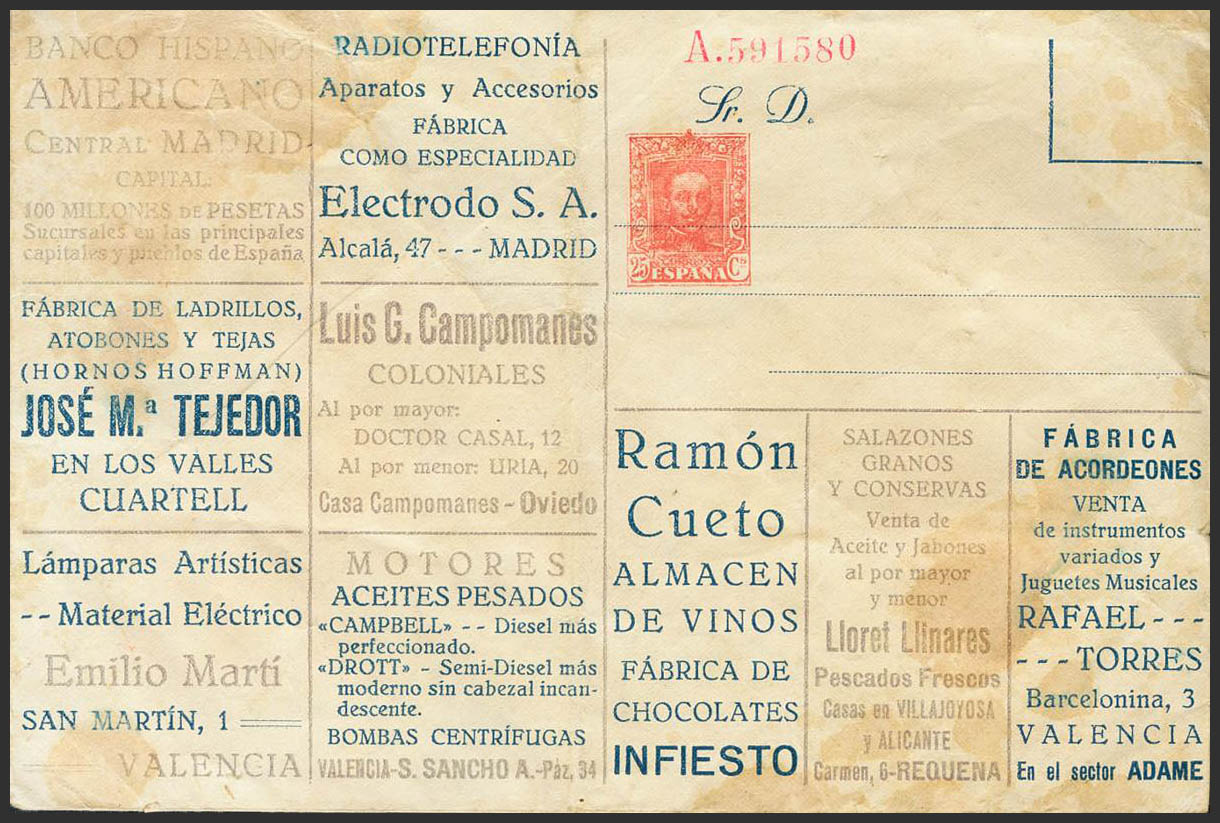 BANCO HISPANO
AMERICANO
CENTRAL MADRID-
CAPITAL:
100 MILLONES DE PESETAS
Sucursales en las principales
capitales y pueblos de España
RADIOTELEFONÍA
Aparatos y Accesorios
FÁBRICA
COMO ESPECIALIDAD
Electrodo S. A.
Alcalá, 47 - - - MADRID
A.591580
Sr. D.
CORREOS
25 ESPAÑA Cs
FÁBRICA DE LADRILLOS,
ATOBONES Y TEJAS
(HORNOS HOFFMAN)
JOSÉ M.ª TEJEDOR
EN LOS VALLES
CUARTELL
Luis G. Campomanes
COLONIALES
Al por mayor:
DOCTOR CASAL, 12
Al por menor: URIA, 20
Casa Campomanes - Oviedo
Lámparas Artísticas
- - Material Eléctrico
Emilio Martí
SAN MARTÍN, 1
VALENCIA
MOTORES
ACEITES PESADOS
«CAMPBELL» - - Diesel más
perfeccionado.
«DROTT» - Semi-Diesel más
moderno sin cabezal incan-
descente.
BOMBAS CENTRÍFUGAS
VALENCIA-S. SANCHO A.-Páz, 34
Ramón
Cueto
ALMACEN
DE VINOS
FÁBRICA DE
CHOCOLATES
INFIESTO
SALAZONES
GRANOS
Y CONSERVAS
Venta de
Aceite y Jabones
al por mayor
y menor
Lloret Llinares
Pescados Frescos
Casas en VILLAJOYOSA
y ALICANTE
Carmen, 6-REQUENA
FÁBRICA
DE ACORDEONES
VENTA
de instrumentos
variados y
Juguetes Musicales
RAFAEL - - -
- - - TORRES
Barcelonina, 3
VALENCIA
En el sector ADAME